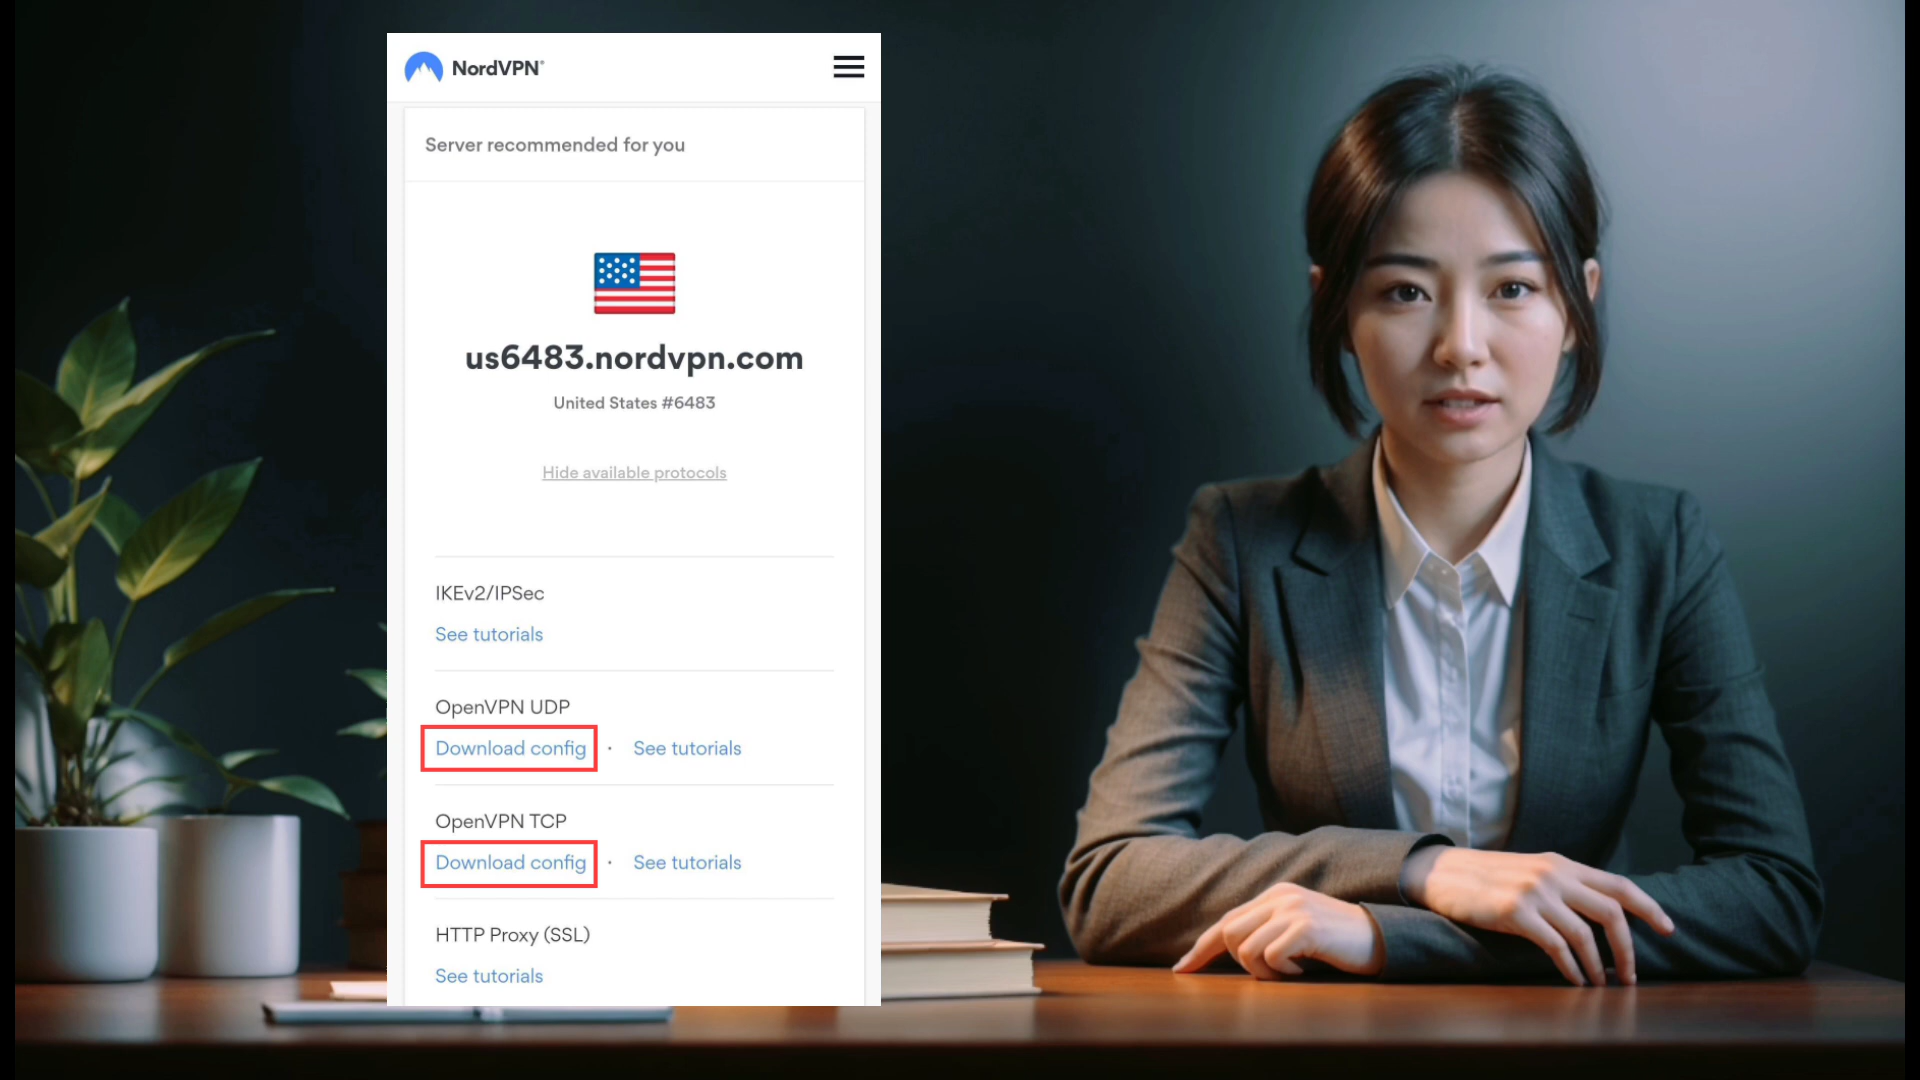 NordVPN®
Server recommended for you
us6483.nordvpn.com
United States #6483
Hide available protocols
IKEv2/IPSec
See tutorials
OpenVPN UDP
Download config · See tutorials
OpenVPN TCP
Download config · See tutorials
HTTP Proxy (SSL)
See tutorials